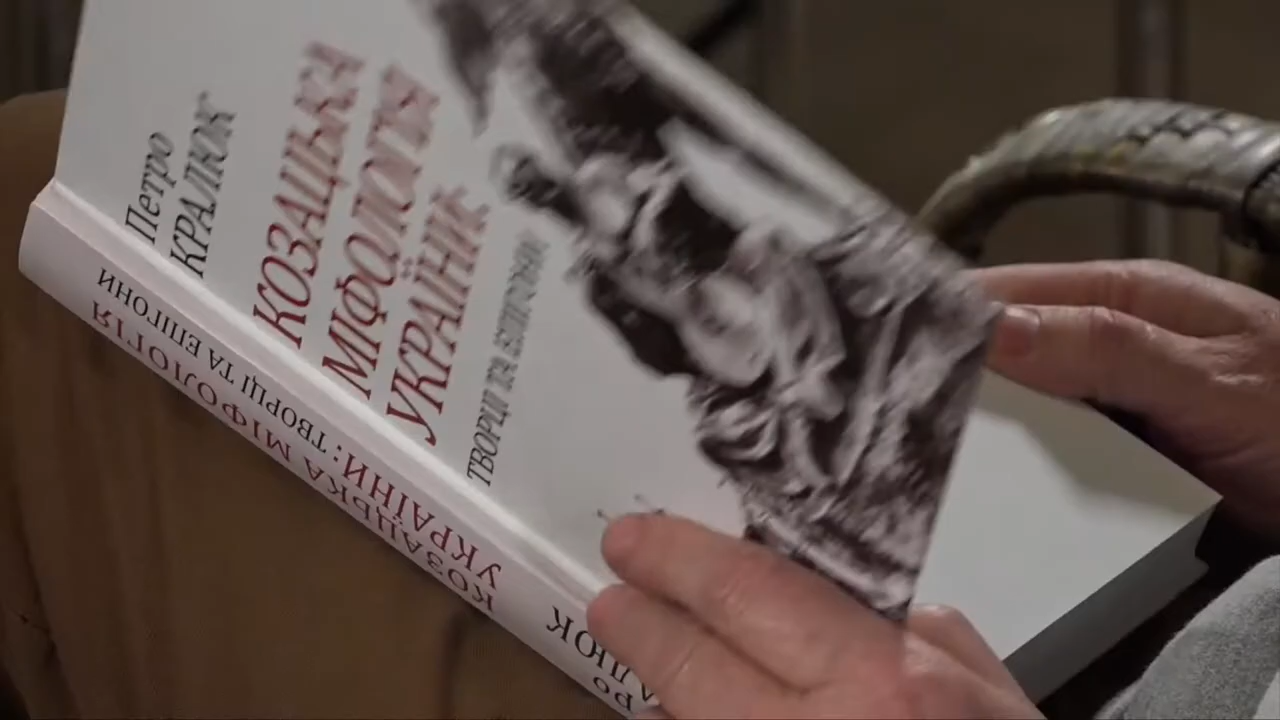 Петро
КРАЛЮК
КОЗАЦЬКА
МІФОЛОГІЯ
УКРАЇНИ:
ТВОРЦІ ТА ЕПІГОНИ
КОЗАЦЬКА МІФОЛОГІЯ
УКРАЇНИ: ТВОРЦІ ТА ЕПІГОНИ